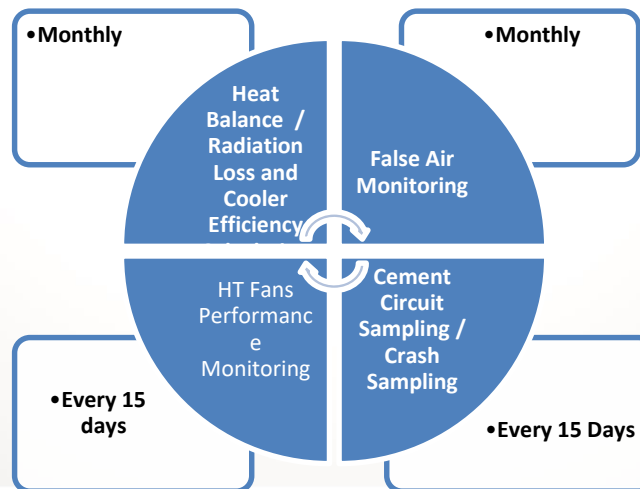 •Monthly
•Monthly
Heat
Balance /
Radiation
Loss and
Cooler
Efficiency
False Air
Monitoring
HT Fans
Performanc
e
Monitoring
Cement
Circuit
Sampling /
Crash
Sampling
•Every 15
days
•Every 15 Days